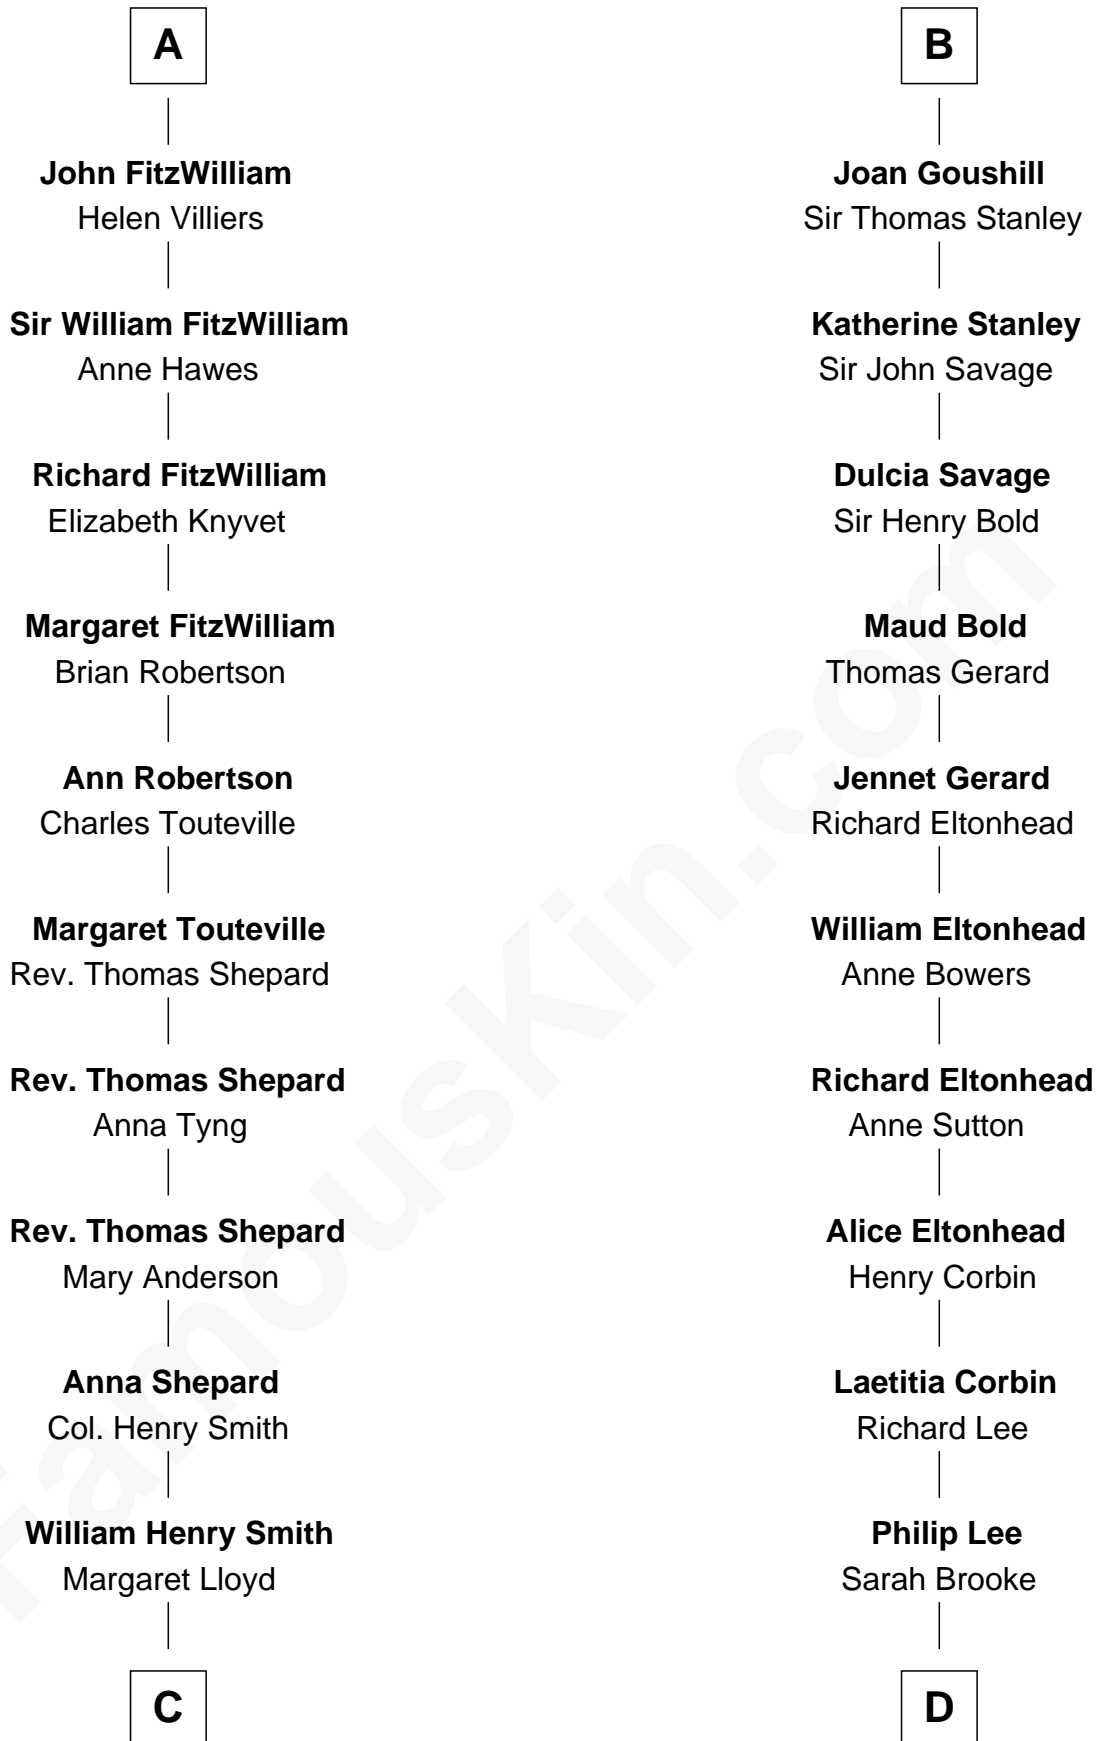 A
John FitzWilliam
Helen Villiers
Sir William FitzWilliam
Anne Hawes
Richard FitzWilliam
Elizabeth Knyvet
Margaret FitzWilliam
Brian Robertson
Ann Robertson
Charles Touteville
Margaret Touteville
Rev. Thomas Shepard
Rev. Thomas Shepard
Anna Tyng
Rev. Thomas Shepard
Mary Anderson
Anna Shepard
Col. Henry Smith
William Henry Smith
Margaret Lloyd
C
B
Joan Goushill
Sir Thomas Stanley
Katherine Stanley
Sir John Savage
Dulcia Savage
Sir Henry Bold
Maud Bold
Thomas Gerard
Jennet Gerard
Richard Eltonhead
William Eltonhead
Anne Bowers
Richard Eltonhead
Anne Sutton
Alice Eltonhead
Henry Corbin
Laetitia Corbin
Richard Lee
Philip Lee
Sarah Brooke
D
FamousKin.com